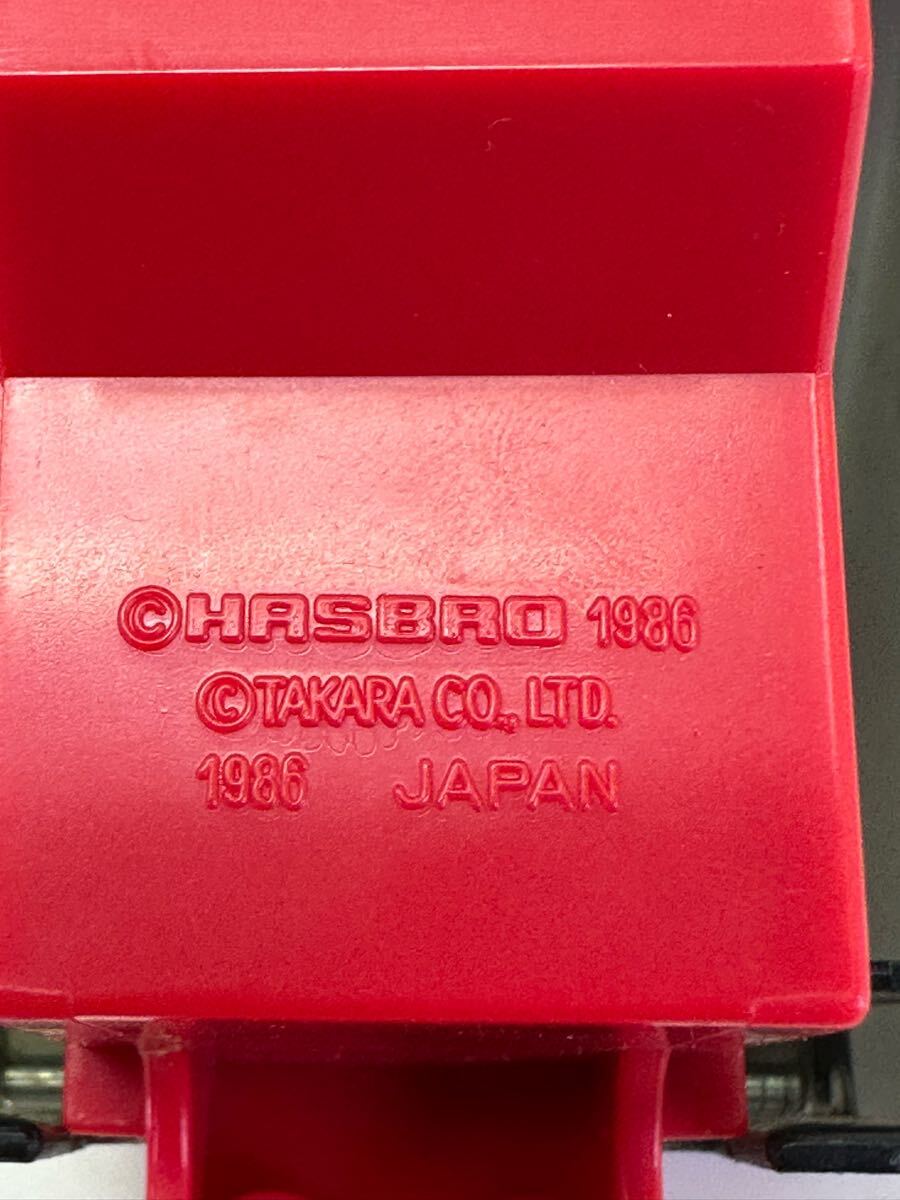 ©HASBRO 1986
©TAKARA CO., LTD.
1986 JAPAN